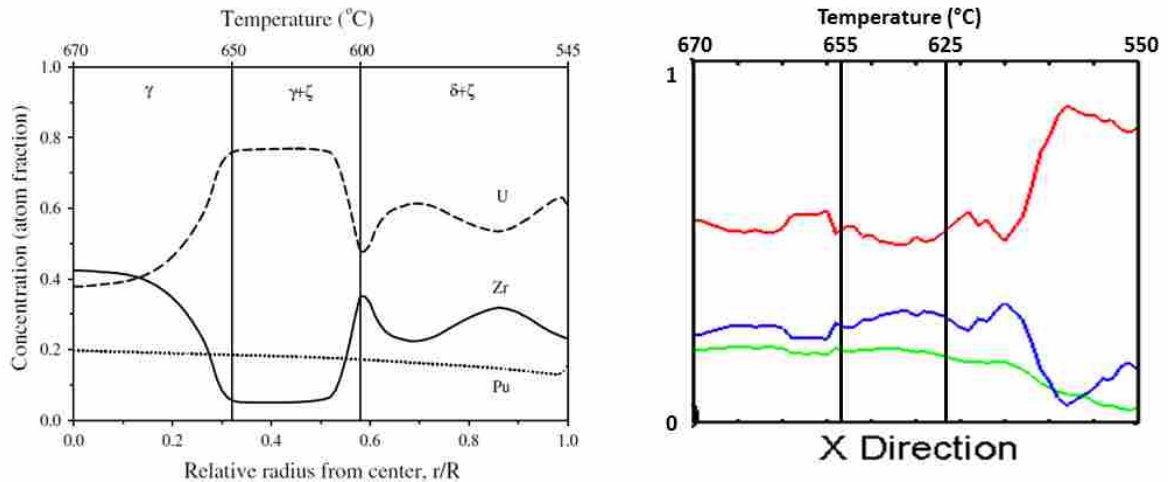 Temperature (°C)
670 650 600 545
1.0
0.8
0.6
0.4
0.2
0.0
Concentration (atom fraction)
γ γ+ζ δ+ζ
U
Zr
Pu
0.0 0.2 0.4 0.6 0.8 1.0
Relative radius from center, r/R
Temperature (°C)
670 655 625 550
1
0
X Direction